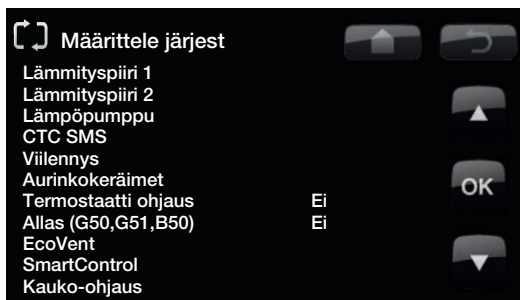 Määrittele järjest
Lämmityspiiri 1
Lämmityspiiri 2
Lämpöpumppu
CTC SMS
Viilennys
Aurinkokeräimet
Termostaatti ohjaus Ei
Allas (G50,G51,B50) Ei
EcoVent
SmartControl
Kauko-ohjaus
OK